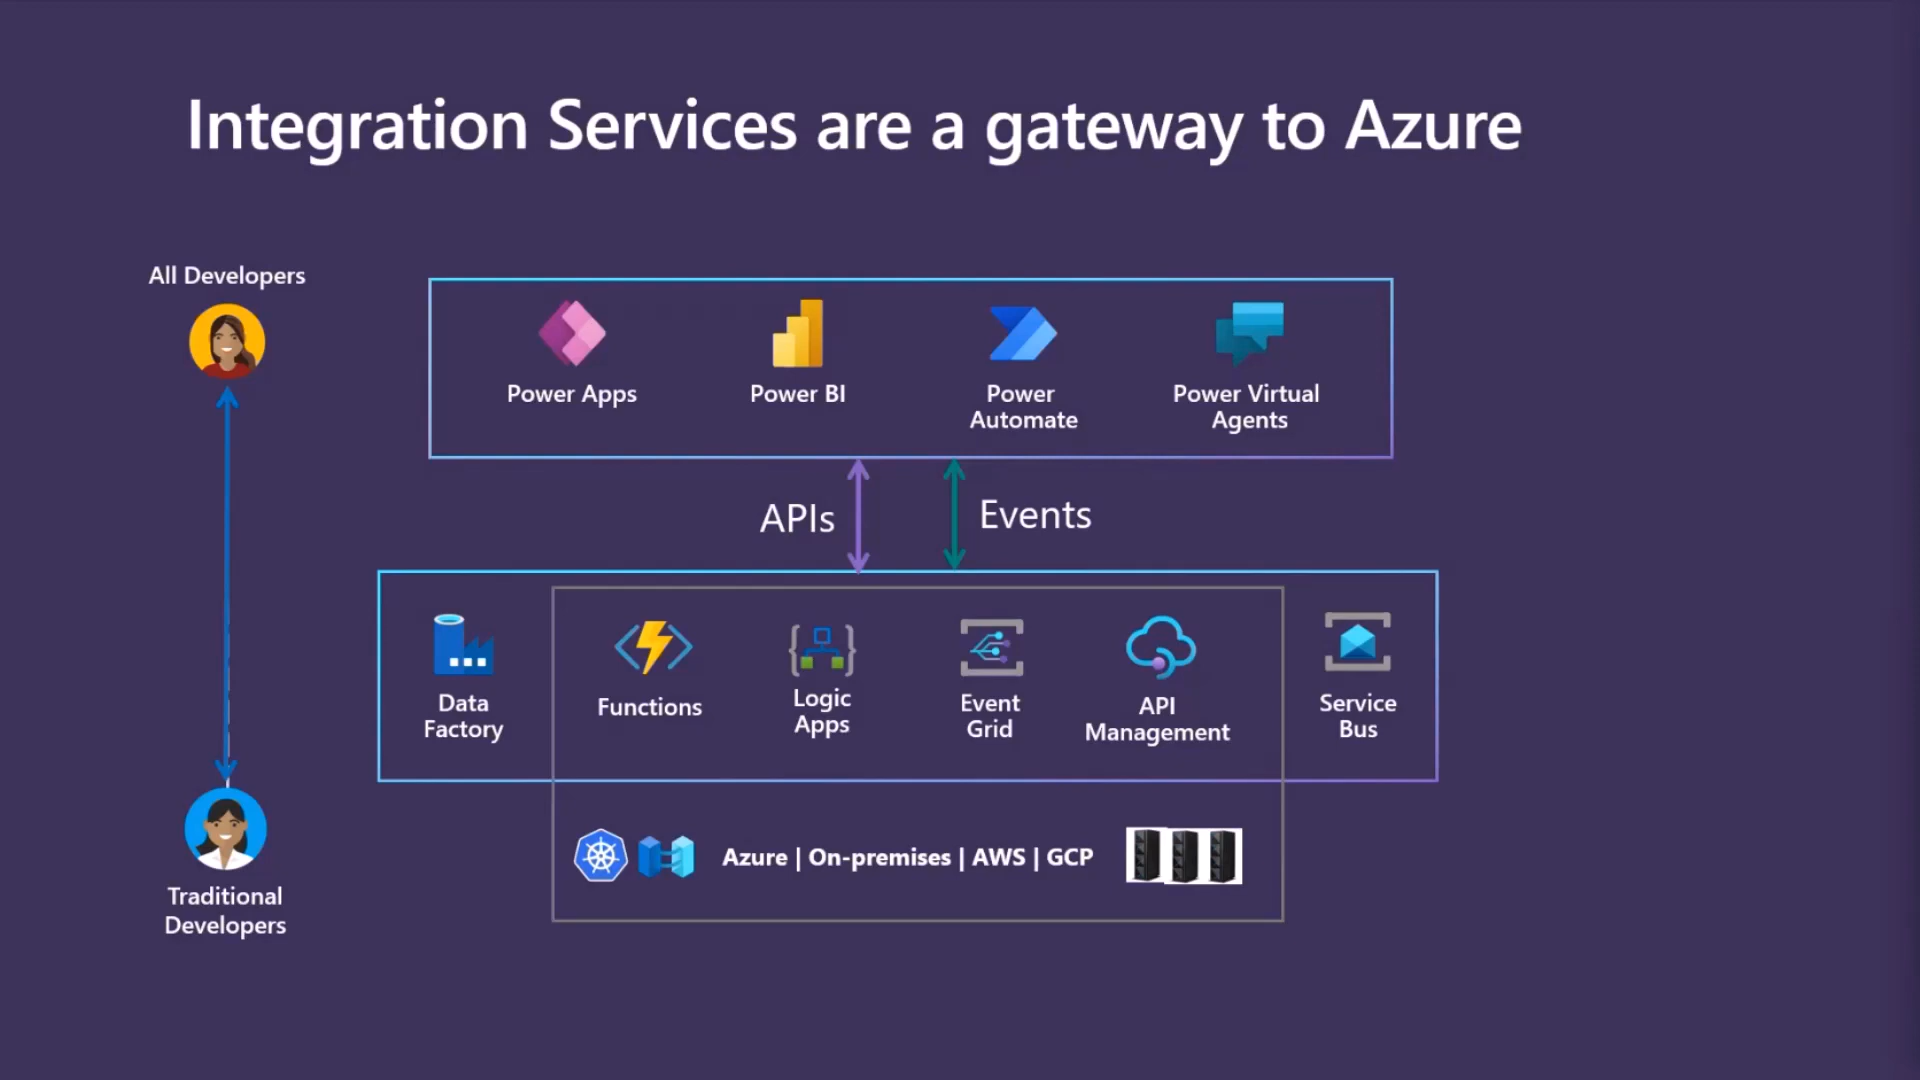 Integration Services are a gateway to Azure
All Developers
Power Apps
Power BI
Power
Automate
Power Virtual
Agents
APIs
Events
Data
Factory
Functions
Logic
Apps
Event
Grid
API
Management
Service
Bus
Azure | On-premises | AWS | GCP
Traditional
Developers